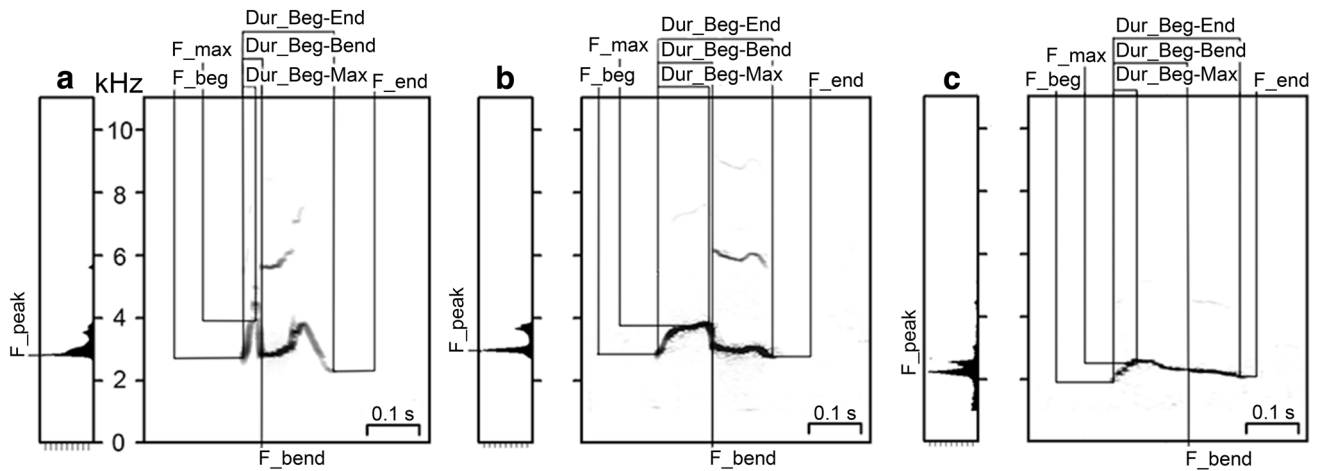 a
kHz
Dur_Beg-End
Dur_Beg-Bend
Dur_Beg-Max
F_max
F_beg
F_end
10
8
6
4
2
0
F_peak
0.1 s
F_bend
b
Dur_Beg-End
Dur_Beg-Bend
Dur_Beg-Max
F_max
F_beg
F_end
F_peak
0.1 s
F_bend
c
Dur_Beg-End
Dur_Beg-Bend
Dur_Beg-Max
F_max
F_beg
F_end
F_peak
0.1 s
F_bend